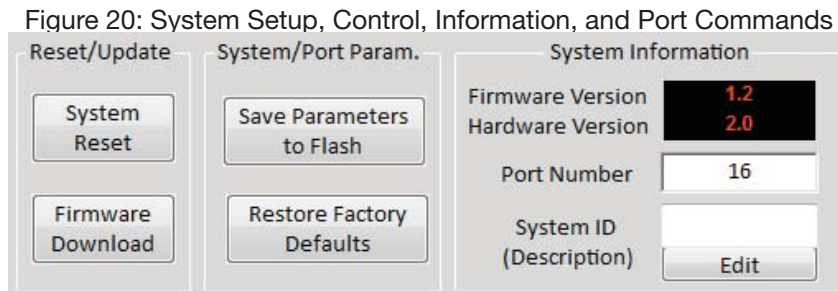 Figure 20: System Setup, Control, Information, and Port Commands
Reset/Update
System
Reset
Firmware
Download
System/Port Param.
Save Parameters
to Flash
Restore Factory
Defaults
System Information
Firmware Version 1.2
Hardware Version 2.0
Port Number 16
System ID
(Description)
Edit